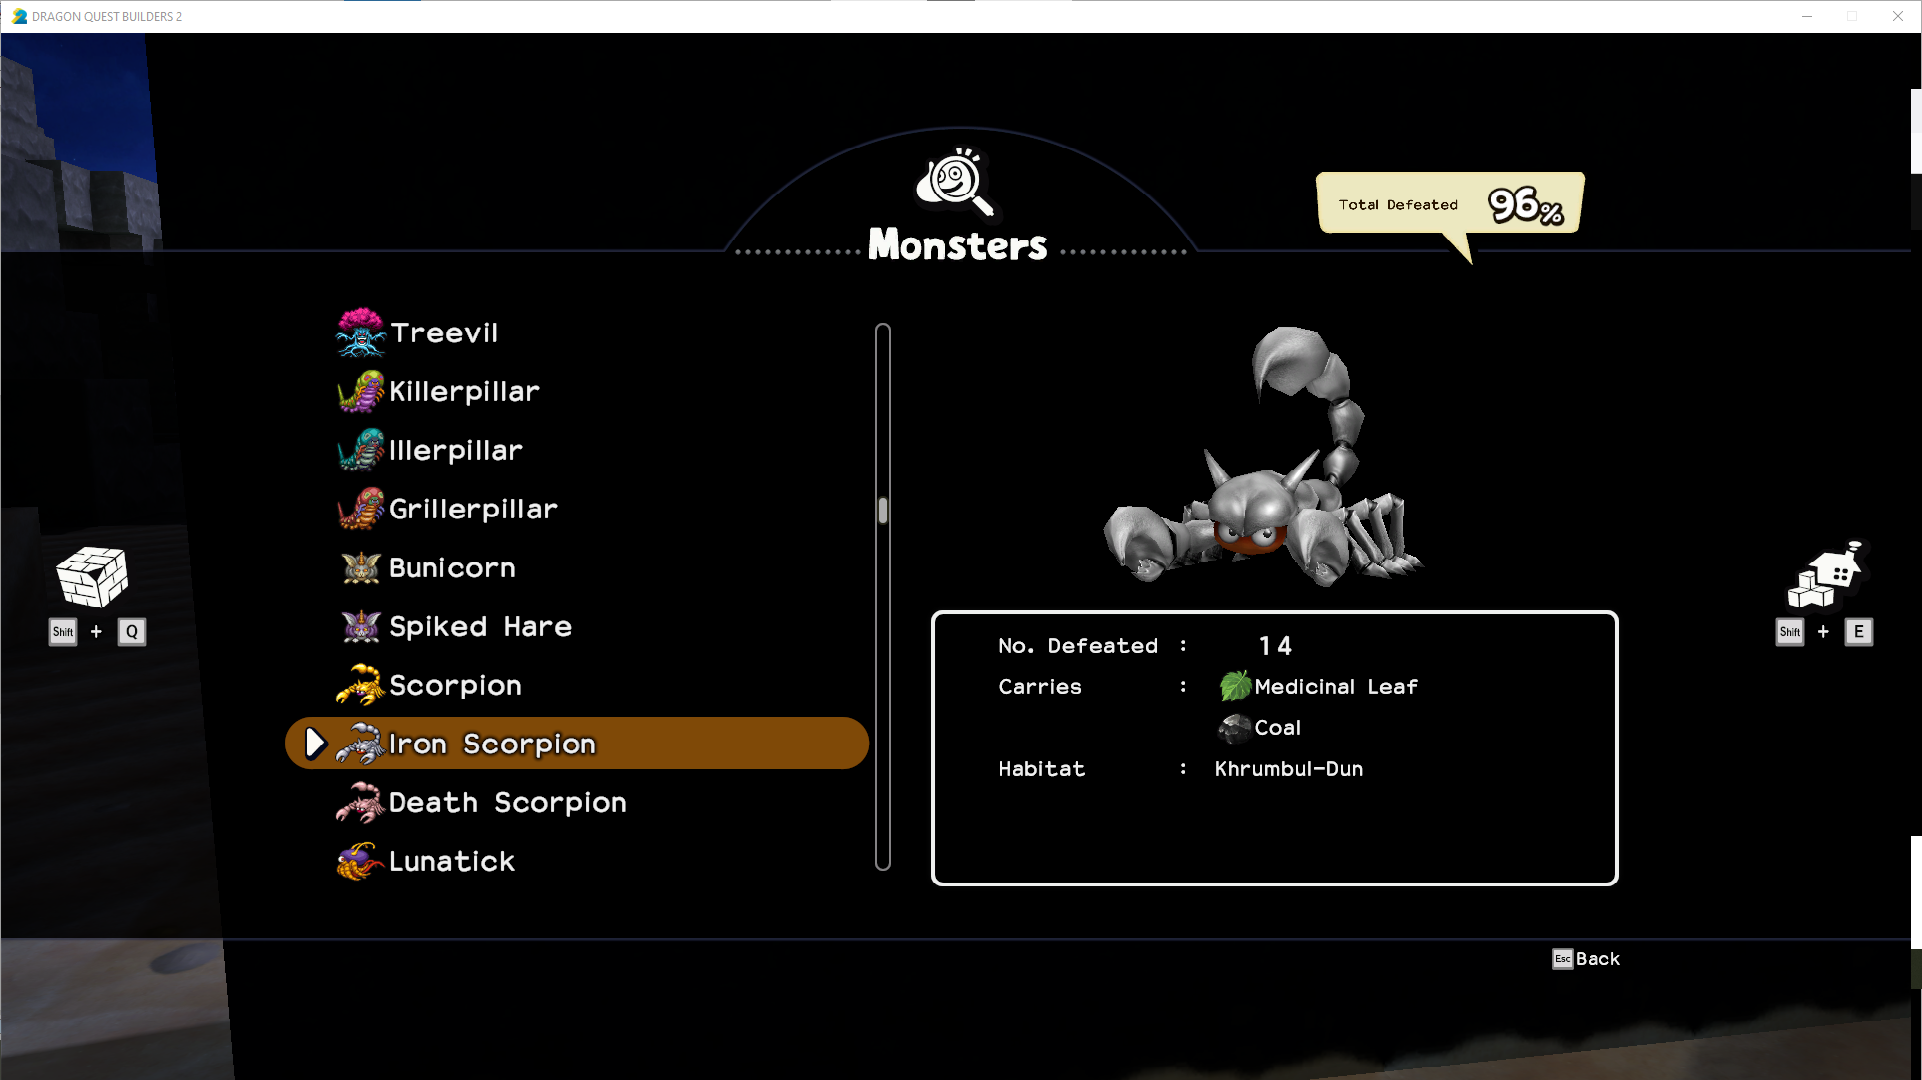 DRAGON QUEST BUILDERS 2
Total Defeated 96%
Monsters
Treevil
Killerpillar
Illerpillar
Grillerpillar
Bunicorn
Spiked Hare
Scorpion
Iron Scorpion
Death Scorpion
Lunatick
No. Defeated : 14
Carries : Medicinal Leaf
Coal
Habitat : Khrumbul-Dun
Shift + Q
Shift + E
Esc Back